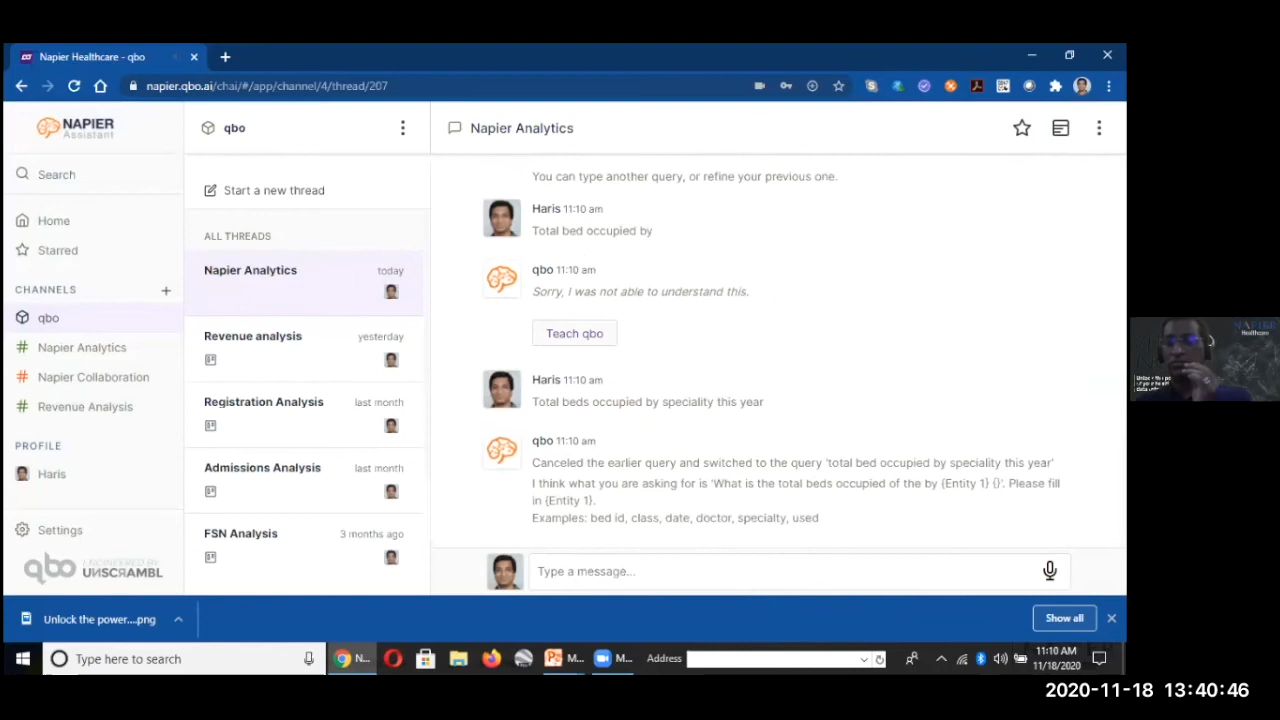 Napier Healthcare - qbo
napier.qbo.ai/chai/#/app/channel/4/thread/207
NAPIER
Assistant
Search
Home
Starred
CHANNELS
qbo
Napier Analytics
Napier Collaboration
Revenue Analysis
PROFILE
Haris
Settings
qbo ENGINEERED BY
UNSCRAMBL
qbo
Start a new thread
ALL THREADS
Napier Analytics today
Revenue analysis yesterday
Registration Analysis last month
Admissions Analysis last month
FSN Analysis 3 months ago
Napier Analytics
You can type another query, or refine your previous one.
Haris 11:10 am
Total bed occupied by
qbo 11:10 am
Sorry, I was not able to understand this.
Teach qbo
Haris 11:10 am
Total beds occupied by speciality this year
qbo 11:10 am
Canceled the earlier query and switched to the query 'total bed occupied by speciality this year'
I think what you are asking for is 'What is the total beds occupied of the by {Entity 1} {}'. Please fill
in {Entity 1}.
Examples: bed id, class, date, doctor, specialty, used
Type a message...
NAPIER
Healthcare
Unlock the power....png
Show all
Type here to search
N...
M...
M...
Address
11:10 AM
11/18/2020
2020-11-18 13:40:46